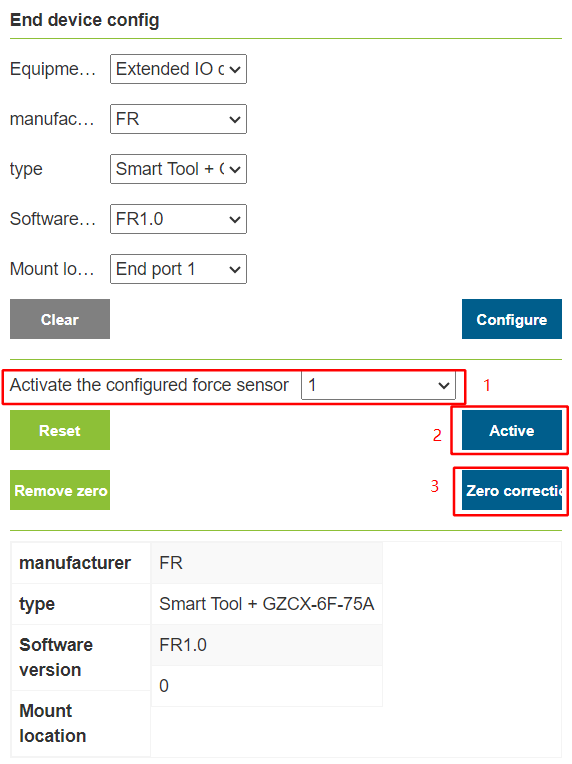 End device config
Equipme… Extended IO c
manufac… FR
type Smart Tool + G
Software… FR1.0
Mount lo… End port 1
Clear Configure
Activate the configured force sensor 1 1
Reset 2 Active
Remove zero 3 Zero correctio
manufacturer FR
type Smart Tool + GZCX-6F-75A
Software FR1.0
version
0
Mount
location